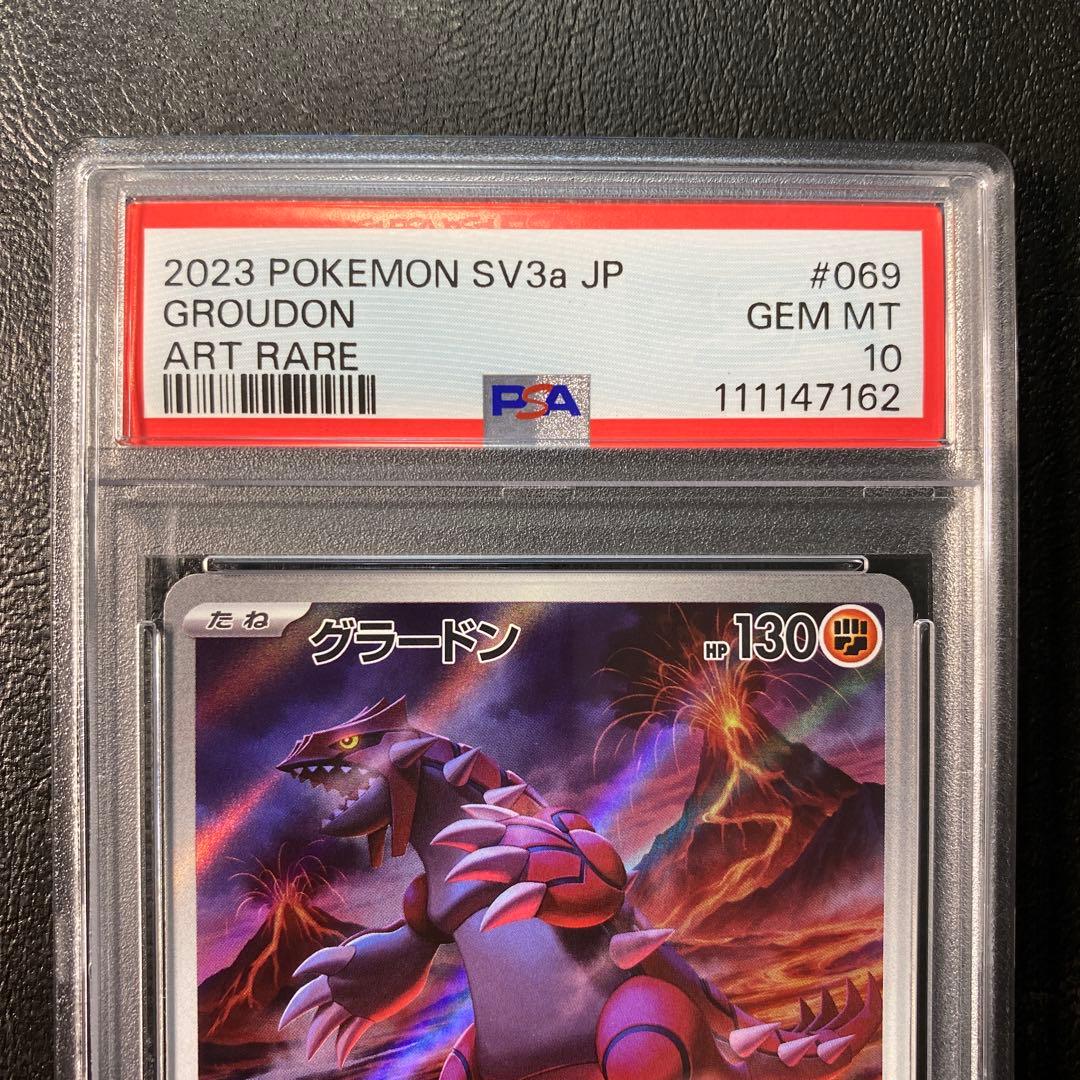 2023 POKEMON SV3a JP #069
GROUDON GEM MT
ART RARE 10
PSA 111147162
たね グラードン HP 130